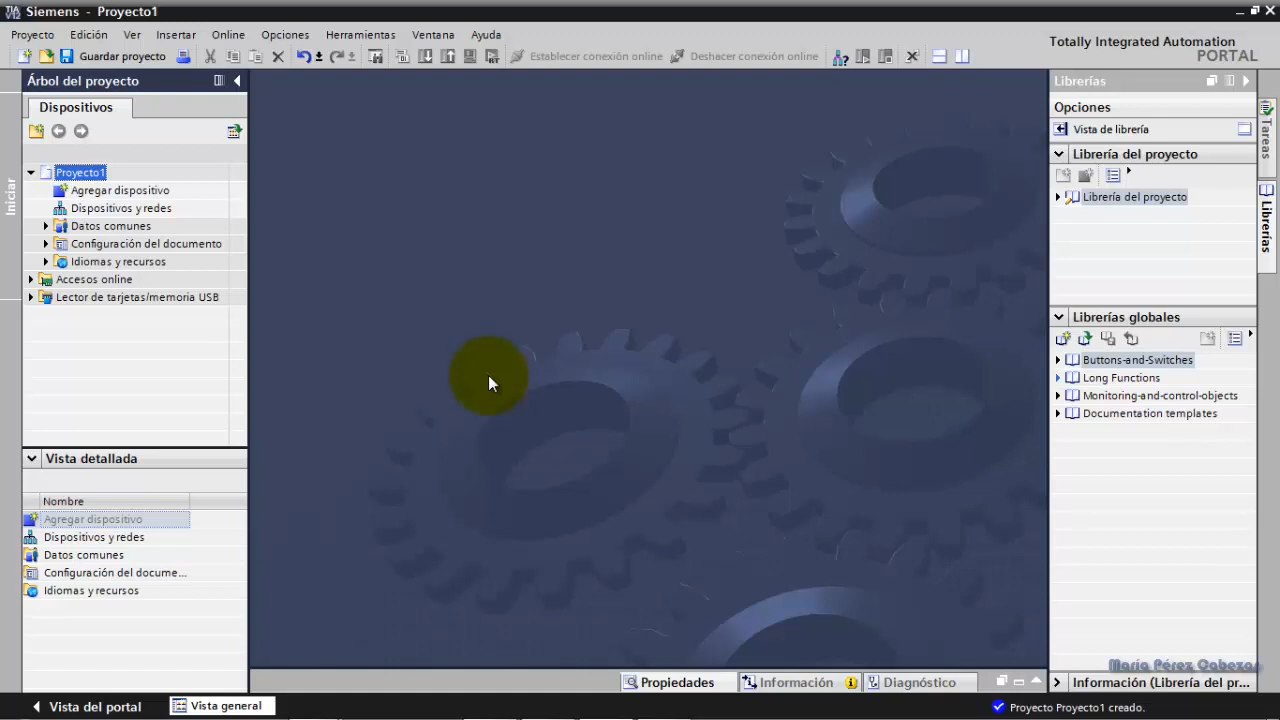 TIA
V12
Siemens - Proyecto1
Proyecto Edición Ver Insertar Online Opciones Herramientas Ventana Ayuda
Totally Integrated Automation
PORTAL
Guardar proyecto
Establecer conexión online
Deshacer conexión online
Árbol del proyecto
Dispositivos
Iniciar
Proyecto1
Agregar dispositivo
Dispositivos y redes
Datos comunes
Configuración del documento
Idiomas y recursos
Accesos online
Lector de tarjetas/memoria USB
Vista detallada
Nombre
Agregar dispositivo
Dispositivos y redes
Datos comunes
Configuración del docume...
Idiomas y recursos
Librerías
Opciones
Vista de librería
Librería del proyecto
Librería del proyecto
Librerías globales
Buttons-and-Switches
Long Functions
Monitoring-and-control-objects
Documentation templates
Tareas
Librerías
María Pérez Cabezas
Propiedades
Información
Diagnóstico
Información (Librería del pr...
Vista del portal
Vista general
Proyecto Proyecto1 creado.